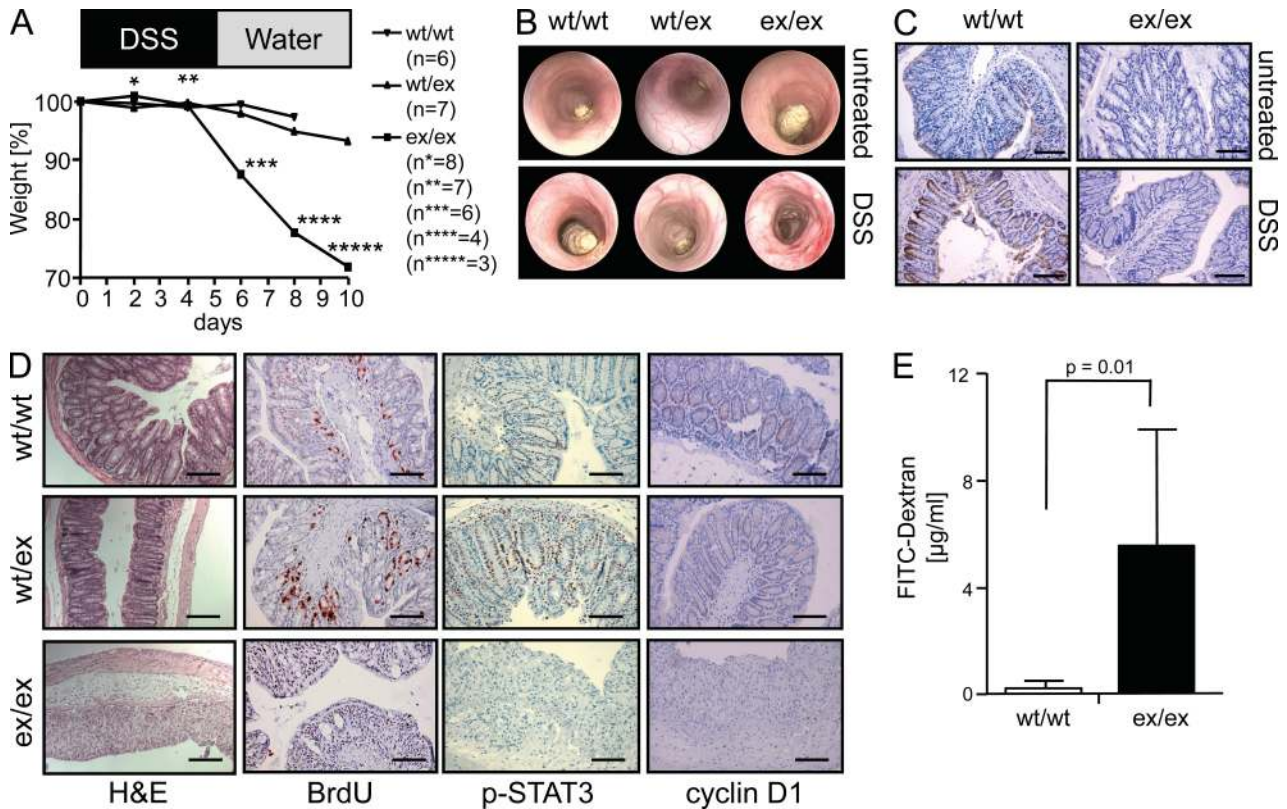 A
DSS Water
* **
100
90
80
70
Weight [%]
***
****
*****
0 1 2 3 4 5 6 7 8 9 10
days
wt/wt
(n=6)
wt/ex
(n=7)
ex/ex
(n*=8)
(n**=7)
(n***=6)
(n****=4)
(n*****=3)
B
wt/wt wt/ex ex/ex
untreated
DSS
C
wt/wt ex/ex
untreated
DSS
D
wt/wt
wt/ex
ex/ex
H&E BrdU p-STAT3 cyclin D1
E
p = 0.01
12
8
4
0
FITC-Dextran
[µg/ml]
wt/wt ex/ex